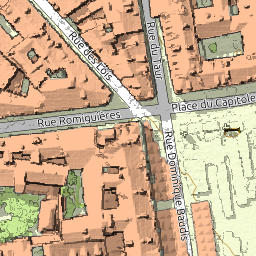 Rue des Lois
Rue du Taur
Place du Capitole
Rue Romiguières
Rue Dominique Baudis